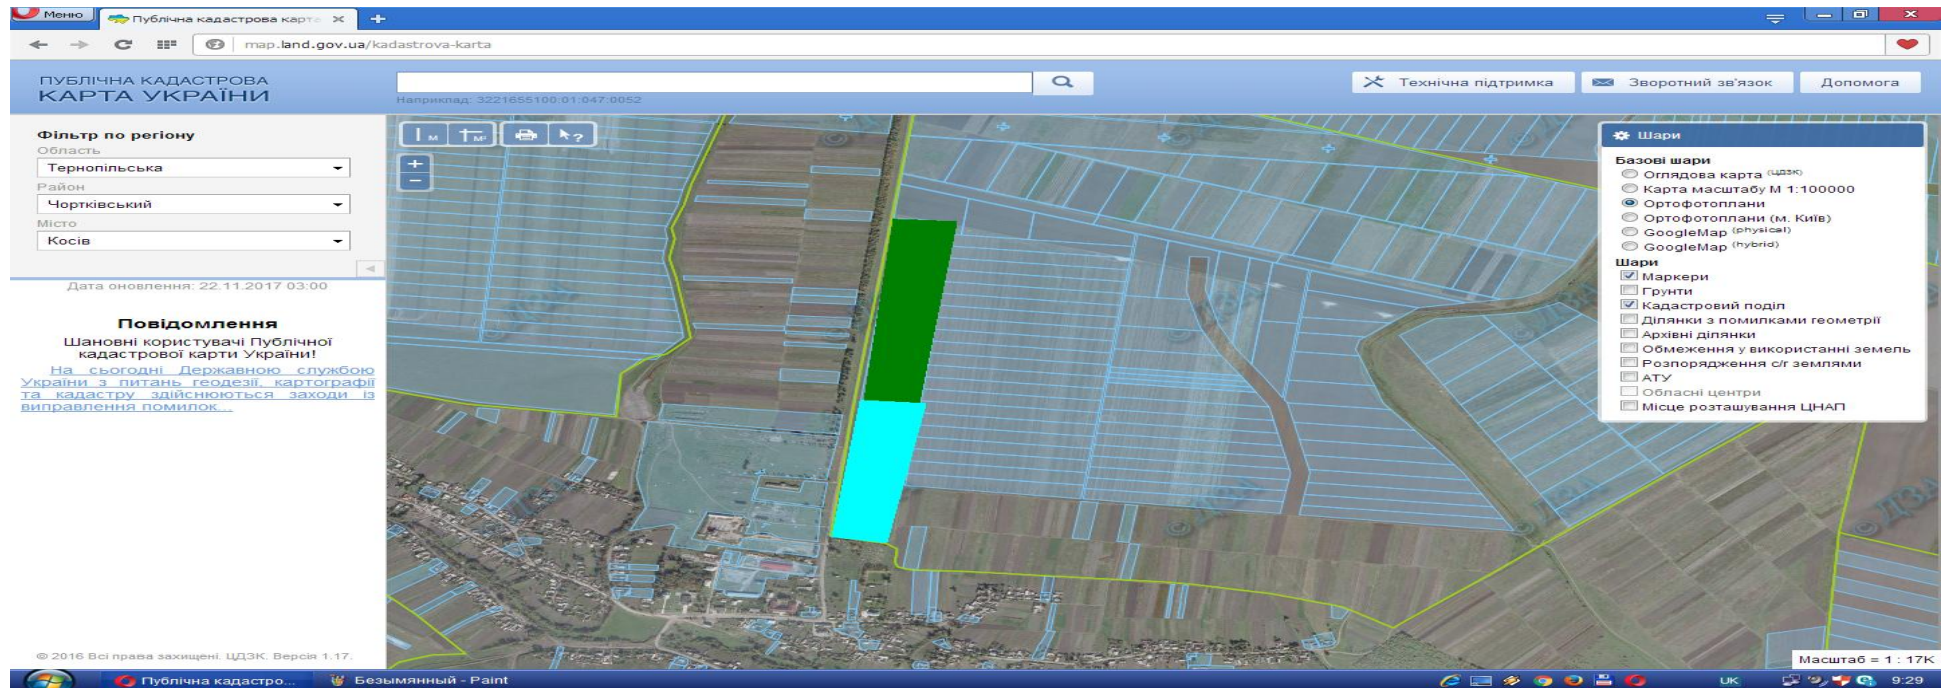 Меню
Публічна кадастрова карта
map.land.gov.ua/kadastrova-karta
ПУБЛІЧНА КАДАСТРОВА
КАРТА УКРАЇНИ
Наприклад: 3221655100:01:047:0052
Технічна підтримка
Зворотний зв'язок
Допомога
Фільтр по регіону
Область
Тернопільська
Район
Чортківський
Місто
Косів
Дата оновлення: 22.11.2017 03:00
Повідомлення
Шановні користувачі Публічної
кадастрової карти України!
На сьогодні Державною службою
України з питань геодезії, картографії
та кадастру здійснюються заходи із
виправлення помилок...
© 2016 Всі права захищені. ЦДЗК. Версія 1.17.
М
М²
Шари
Базові шари
Оглядова карта (ЦДЗК)
Карта масштабу М 1:100000
Ортофотоплани
Ортофотоплани (м. Київ)
GoogleMap (physical)
GoogleMap (hybrid)
Шари
Маркери
Грунти
Кадастровий поділ
Ділянки з помилками геометрії
Архівні ділянки
Обмеження у використанні земель
Розпорядження с/г землями
АТУ
Обласні центри
Місце розташування ЦНАП
© ДЗА
Масштаб = 1 : 17K
Публічна кадастро...
Безымянный - Paint
UK
9:29